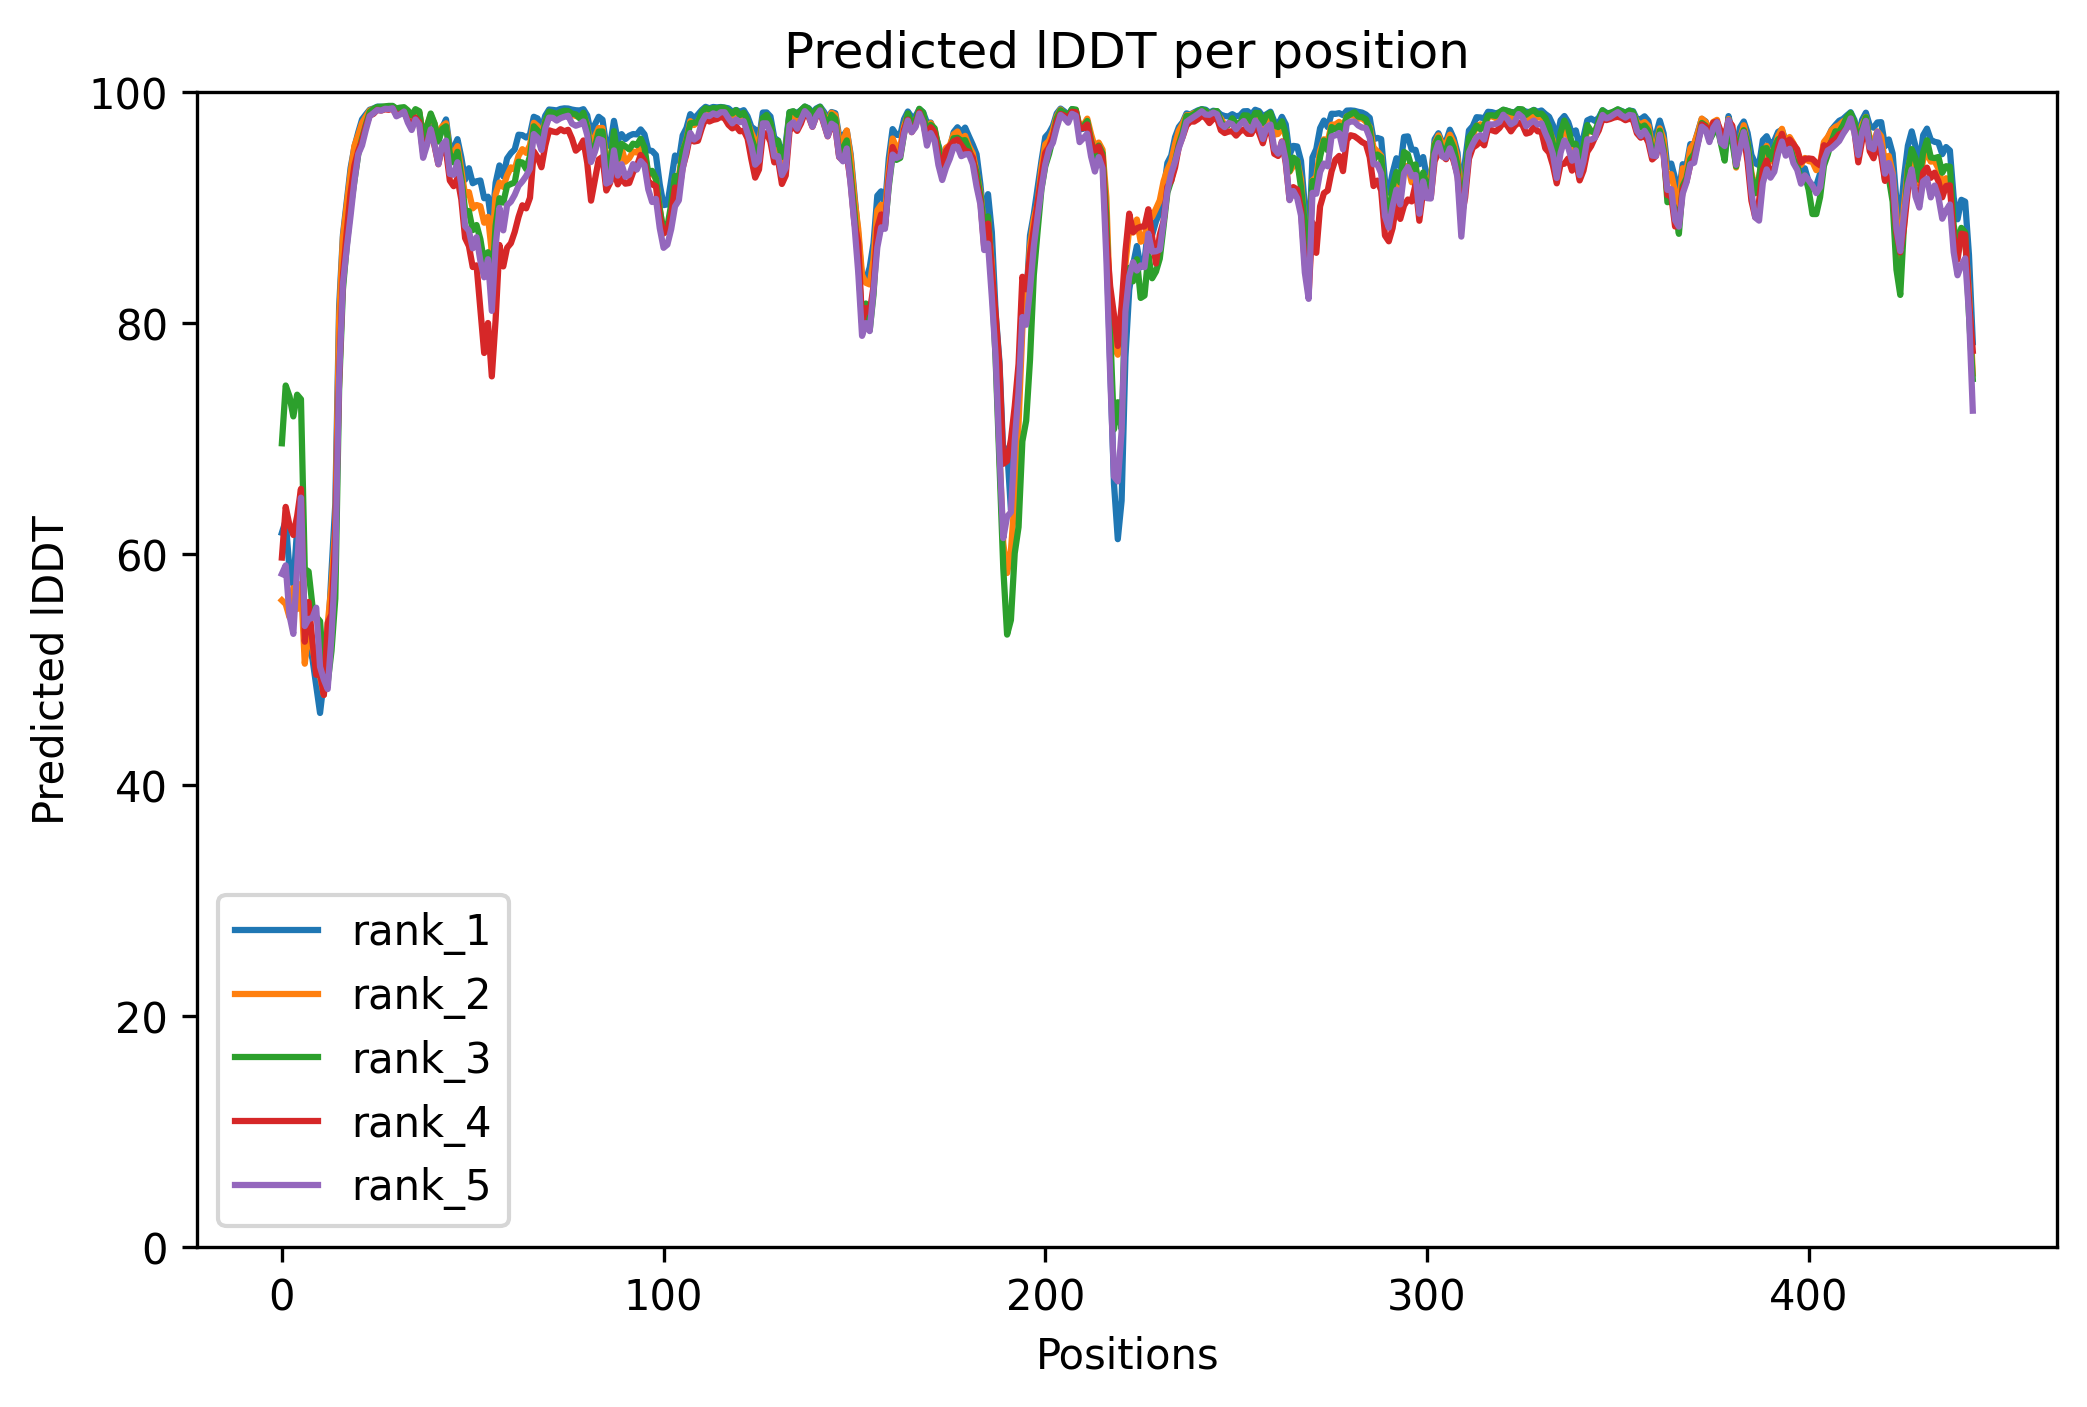 Predicted lDDT per position
Predicted lDDT
100
80
60
40
20
0
rank_1
rank_2
rank_3
rank_4
rank_5
0 100 200 300 400
Positions